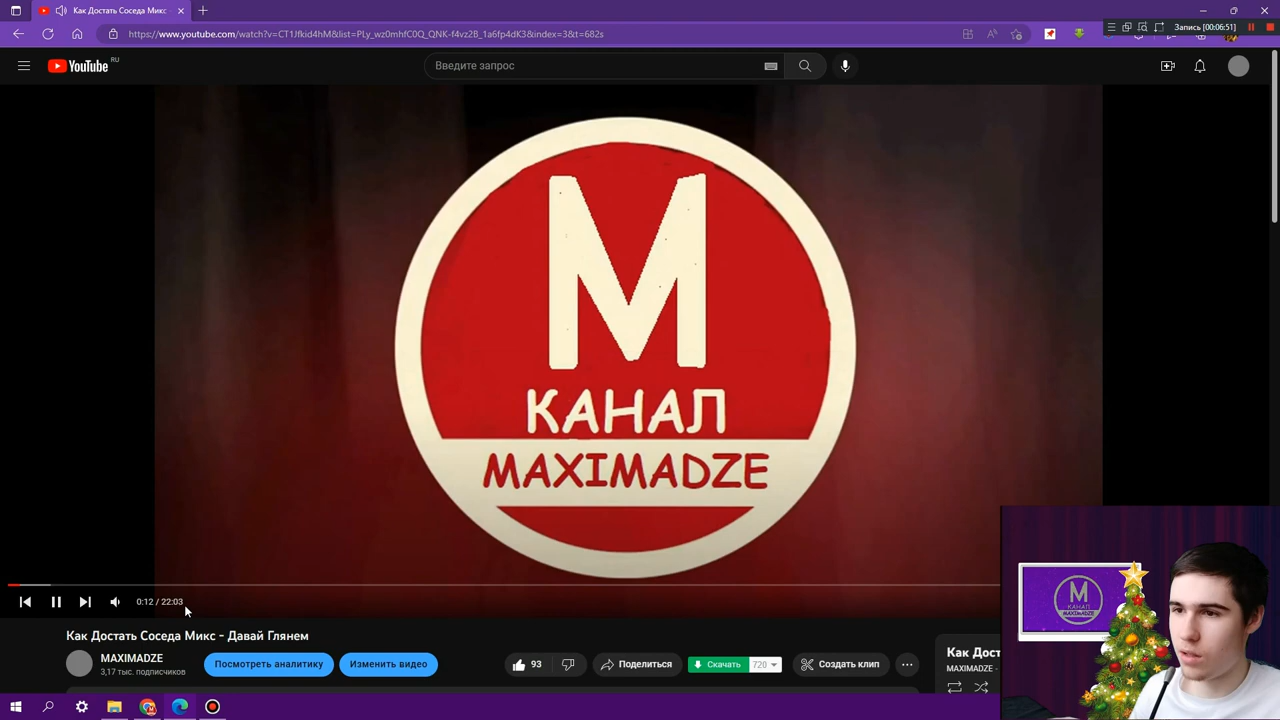 Как Достать Соседа Микс -
Запись [00:06:51]
https://www.youtube.com/watch?v=CT1Jfkid4hM&list=PLy_wz0mhfC0Q_QNK-f4vz2B_1a6fp4dK3&index=3&t=682s
YouTube RU
Введите запрос
М
КАНАЛ
MAXIMADZE
0:12 / 22:03
Как Достать Соседа Микс - Давай Глянем
MAXIMADZE
3,17 тыс. подписчиков
Посмотреть аналитику
Изменить видео
93
Поделиться
Скачать 720
Создать клип
Как Дост
MAXIMADZE -
М
КАНАЛ
MAXIMADZE